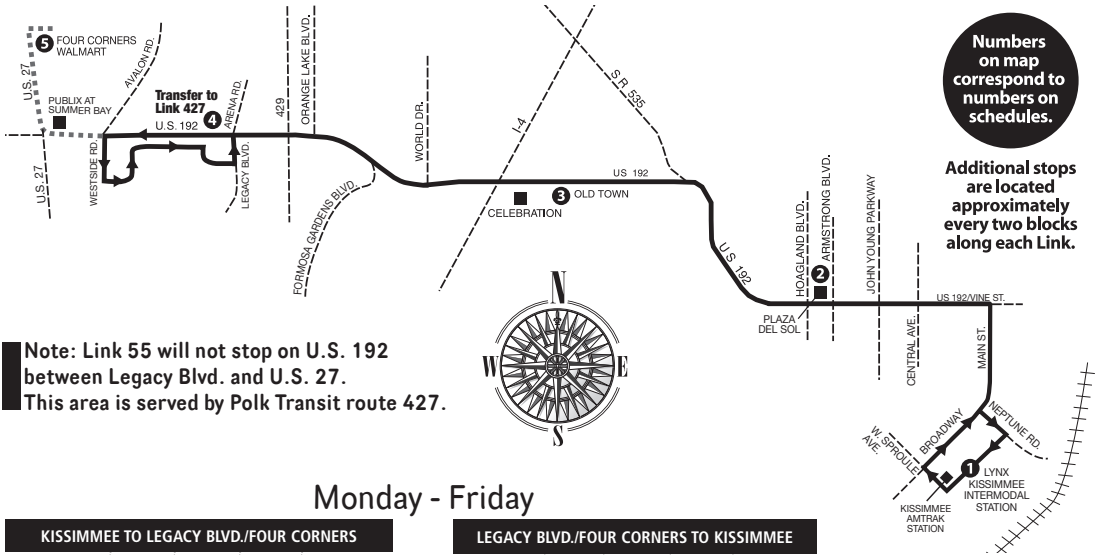 5 FOUR CORNERS
WALMART
U.S. 27
AVALON RD.
PUBLIX AT
SUMMER BAY
Transfer to
Link 427
4
ARENA RD.
U.S. 192
429
ORANGE LAKE BLVD.
WORLD DR.
I-4
S R 535
U.S. 27
WESTSIDE RD.
LEGACY BLVD.
FORMOSA GARDENS BLVD.
US 192
CELEBRATION
3 OLD TOWN
U S 192
HOAGLAND BLVD.
ARMSTRONG BLVD.
2
PLAZA
DEL SOL
JOHN YOUNG PARKWAY
CENTRAL AVE.
US 192/VINE ST.
MAIN ST.
BROADWAY
NEPTUNE RD.
W. SPROULE
AVE.
1
LYNX
KISSIMMEE
INTERMODAL
STATION
KISSIMMEE
AMTRAK
STATION
Numbers
on map
correspond to
numbers on
schedules.
Additional stops
are located
approximately
every two blocks
along each Link.
N
W E
S
Note: Link 55 will not stop on U.S. 192
between Legacy Blvd. and U.S. 27.
This area is served by Polk Transit route 427.
Monday - Friday
KISSIMMEE TO LEGACY BLVD./FOUR CORNERS
LEGACY BLVD./FOUR CORNERS TO KISSIMMEE